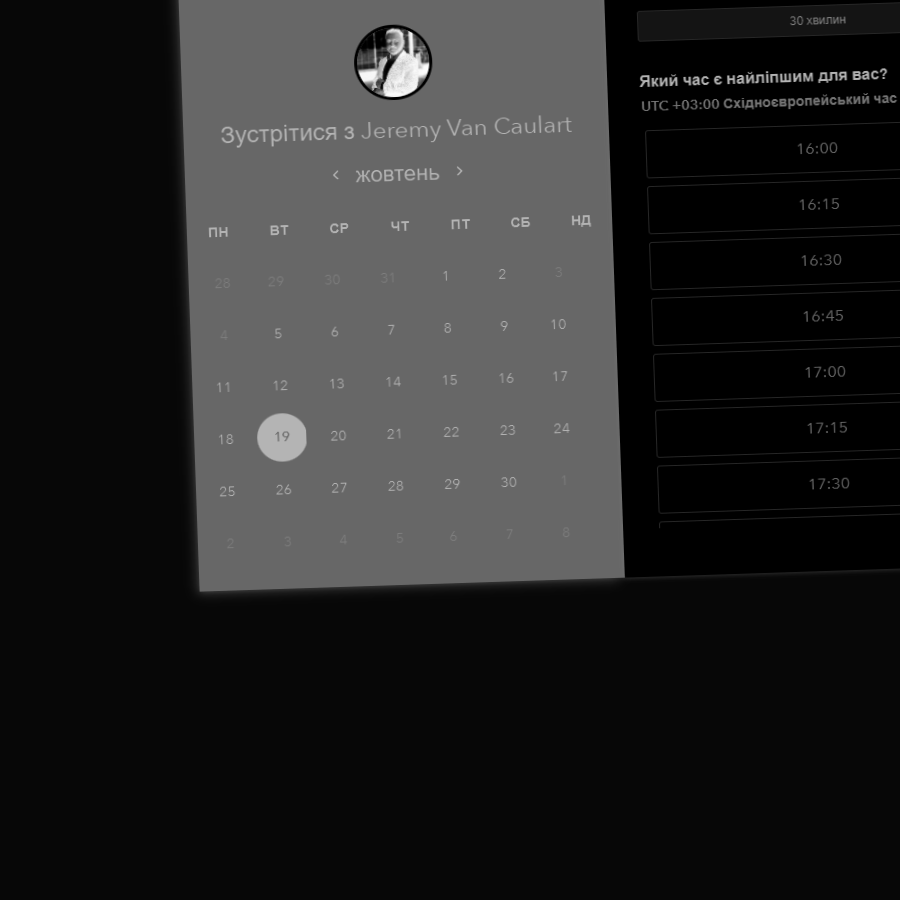 Зустрітися з Jeremy Van Caulart
‹ жовтень ›
ПН ВТ СР ЧТ ПТ СБ НД
28 29 30 31 1 2 3
4 5 6 7 8 9 10
11 12 13 14 15 16 17
18 19 20 21 22 23 24
25 26 27 28 29 30 1
2 3 4 5 6 7 8
30 хвилин
Який час є найліпшим для вас?
UTC +03:00 Східноєвропейський час
16:00
16:15
16:30
16:45
17:00
17:15
17:30